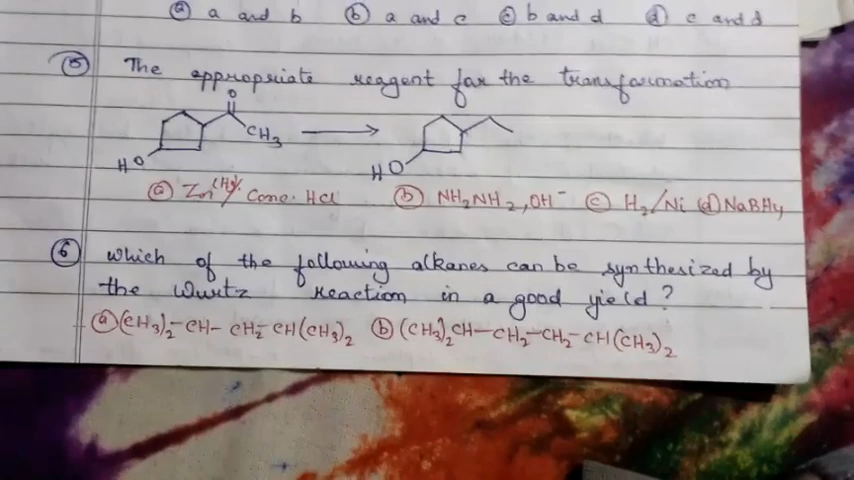 ⓐ a and b ⓑ a and c ⓒ b and d ⓓ c and d
⑤ The appropriate reagent for the transformation
O
CH₃
HO
HO
ⓐ Zn(Hg)/Conc. HCl ⓑ NH₂NH₂, OH⁻ ⓒ H₂/Ni ⓓ NaBH₄
⑥ which of the following alkanes can be synthesized by
the Wurtz reaction in a good yield?
ⓐ (CH₃)₂-CH-CH₂-CH(CH₃)₂ ⓑ (CH₃)₂CH-CH₂-CH₂-CH(CH₃)₂